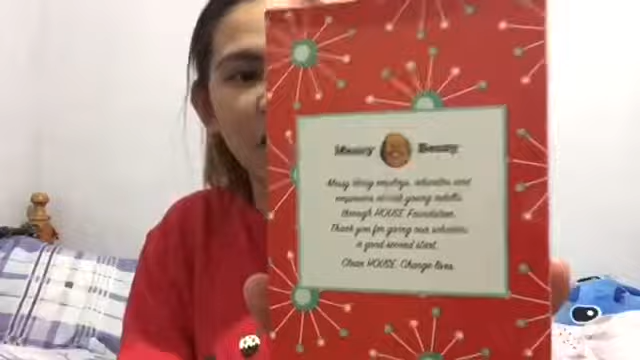 Messy Bessy
Messy Bessy employs, educates and
empowers at-risk young adults
through HOUSE Foundation.
Thank you for giving our scholars
a good second start.
Clean HOUSE. Change lives.